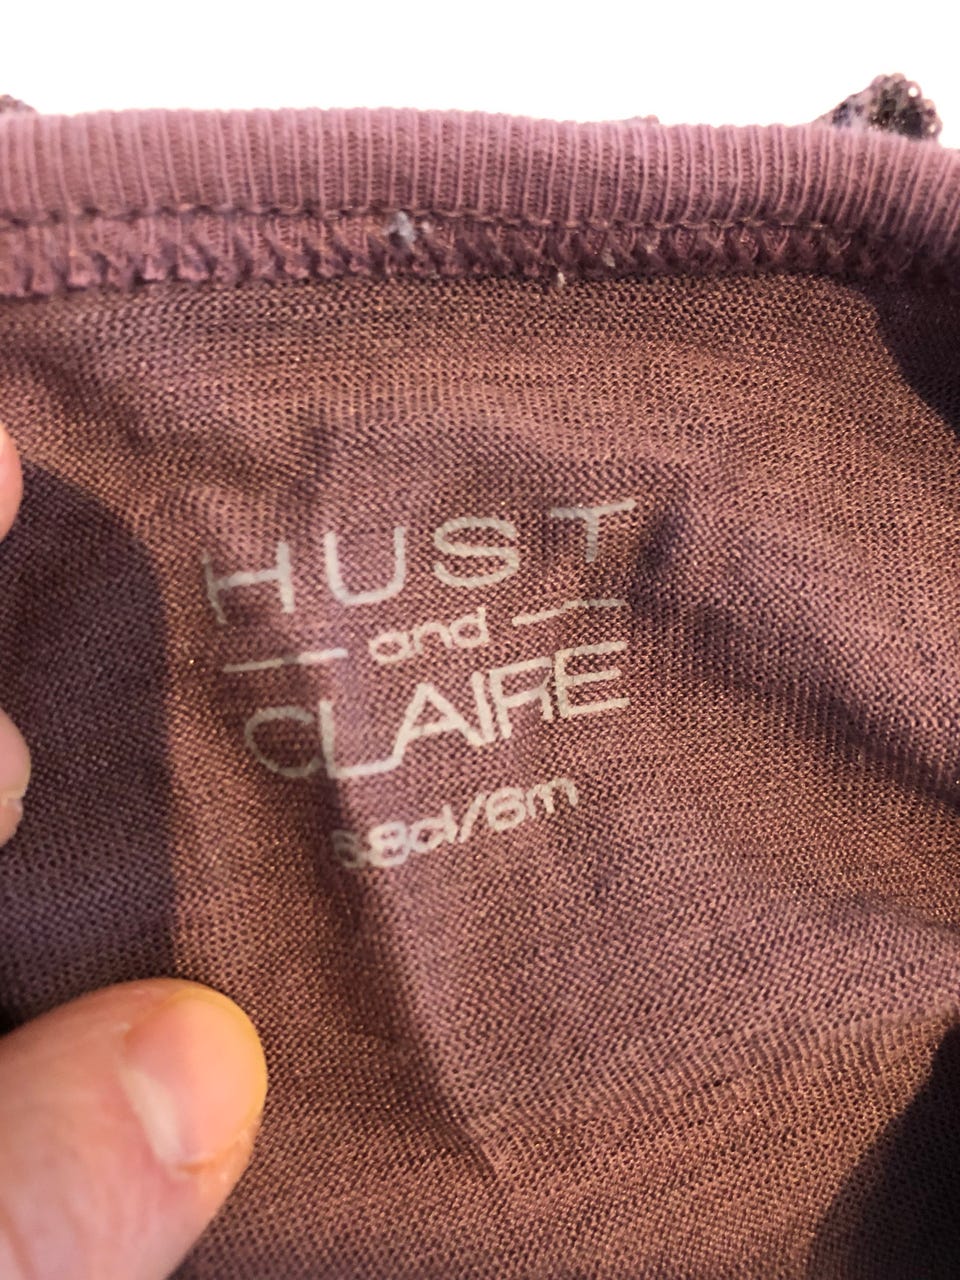 HUST
and
CLAIRE
68cl/6m